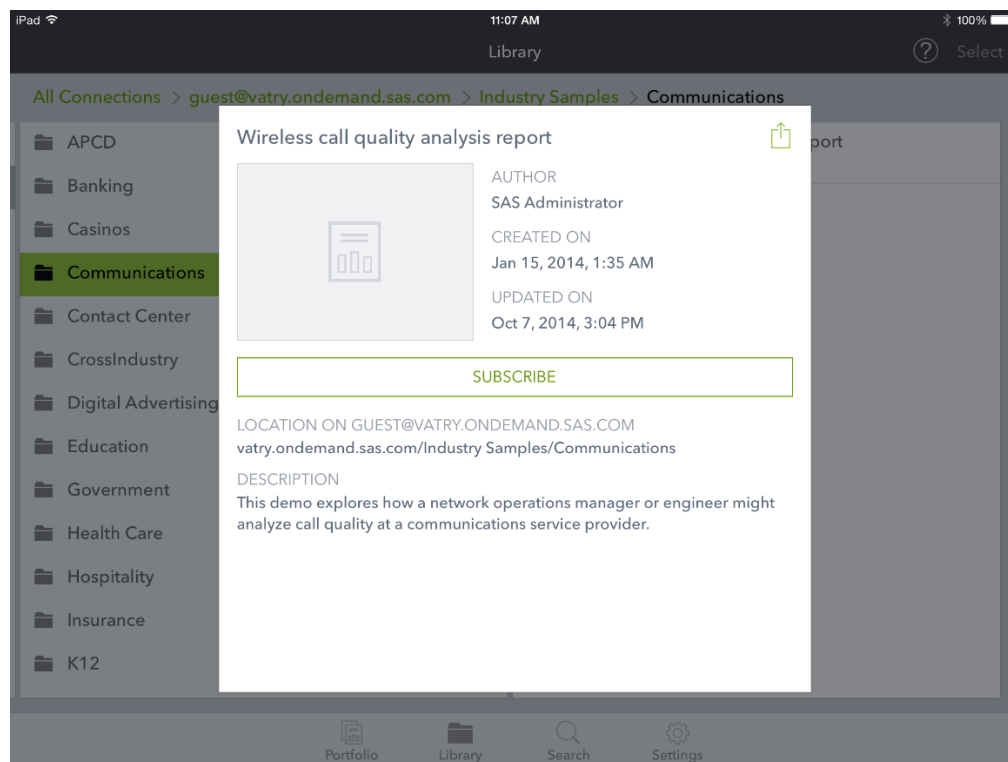 iPad 11:07 AM 100%
Library ? Select
All Connections > guest@vatry.ondemand.sas.com > Industry Samples > Communications
APCD
Banking
Casinos
Communications
Contact Center
CrossIndustry
Digital Advertising
Education
Government
Health Care
Hospitality
Insurance
K12
port
Wireless call quality analysis report
AUTHOR
SAS Administrator
CREATED ON
Jan 15, 2014, 1:35 AM
UPDATED ON
Oct 7, 2014, 3:04 PM
SUBSCRIBE
LOCATION ON GUEST@VATRY.ONDEMAND.SAS.COM
vatry.ondemand.sas.com/Industry Samples/Communications
DESCRIPTION
This demo explores how a network operations manager or engineer might
analyze call quality at a communications service provider.
Portfolio Library Search Settings